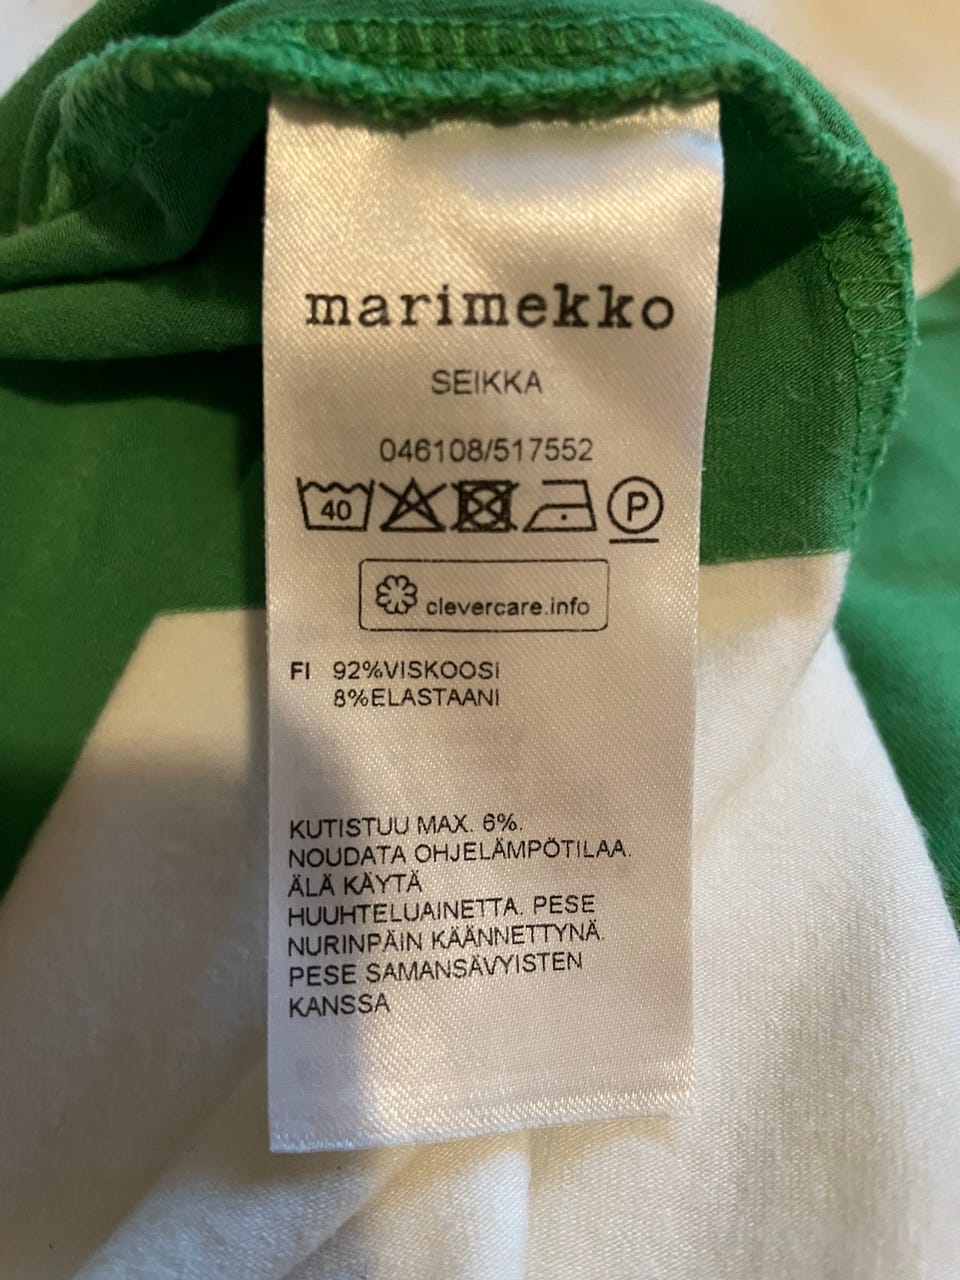 marimekko
SEIKKA
046108/517552
40 P
clevercare.info
FI 92%VISKOOSI
8%ELASTAANI
KUTISTUU MAX. 6%.
NOUDATA OHJELÄMPÖTILAA.
ÄLÄ KÄYTÄ
HUUHTELUAINETTA. PESE
NURINPÄIN KÄÄNNETTYNÄ.
PESE SAMANSÄVYISTEN
KANSSA